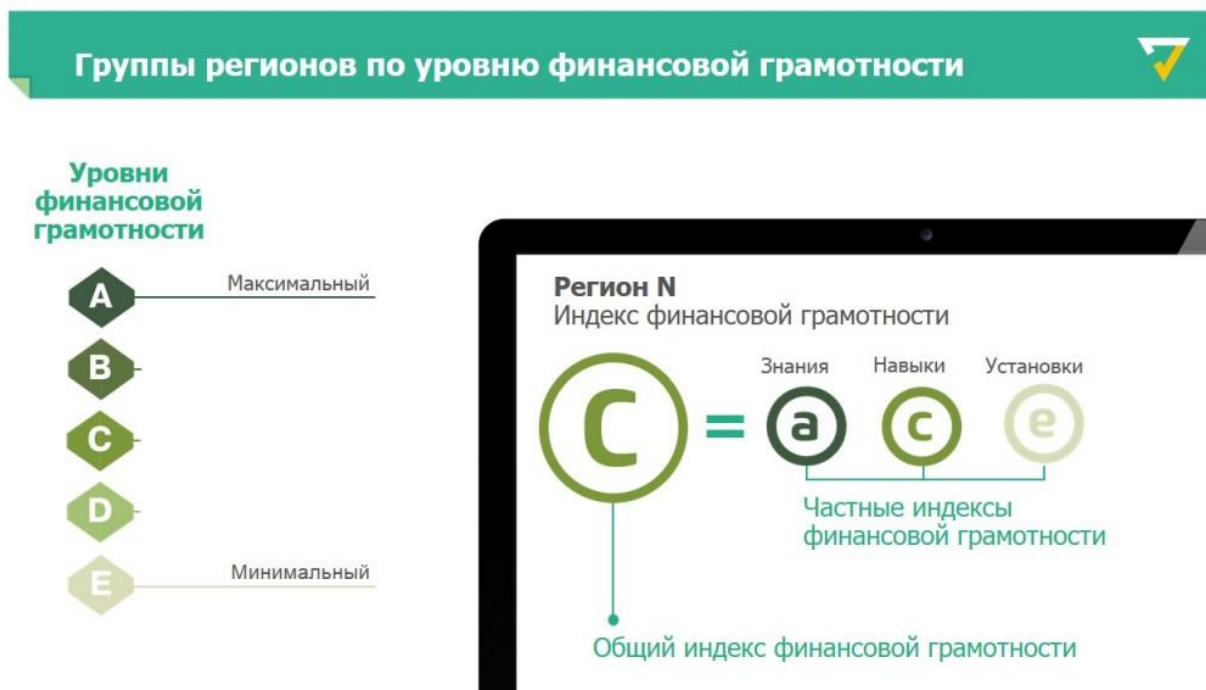 Группы регионов по уровню финансовой грамотности
Уровни
финансовой
грамотности
A
Максимальный
B
C
D
E
Минимальный
Регион N
Индекс финансовой грамотности
Знания
Навыки
Установки
C = a c e
Частные индексы
финансовой грамотности
Общий индекс финансовой грамотности